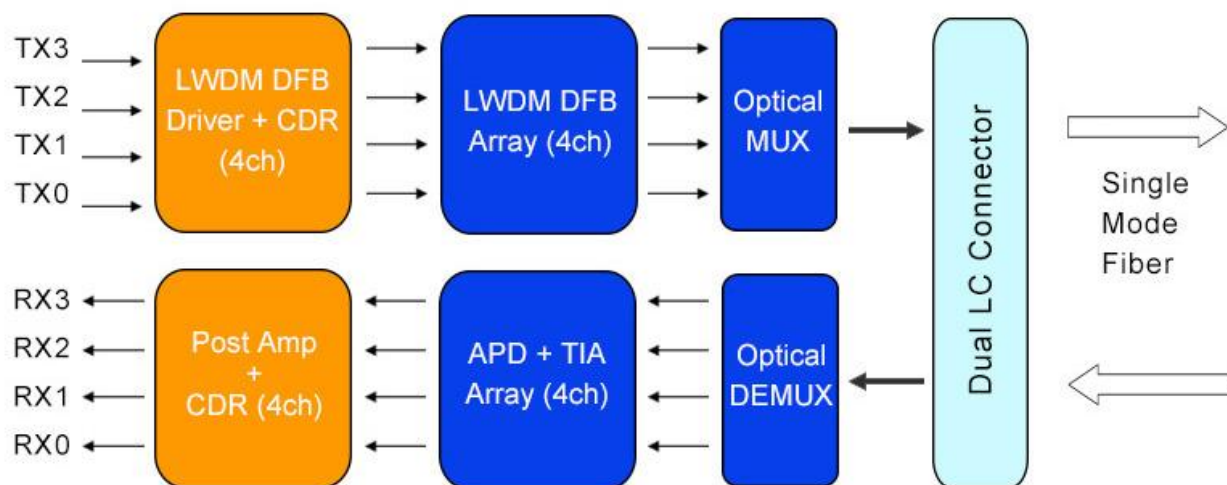 TX3
TX2
TX1
TX0
LWDM DFB
Driver + CDR
(4ch)
LWDM DFB
Array (4ch)
Optical
MUX
Dual LC Connector
Single
Mode
Fiber
RX3
RX2
RX1
RX0
Post Amp
+
CDR (4ch)
APD + TIA
Array (4ch)
Optical
DEMUX